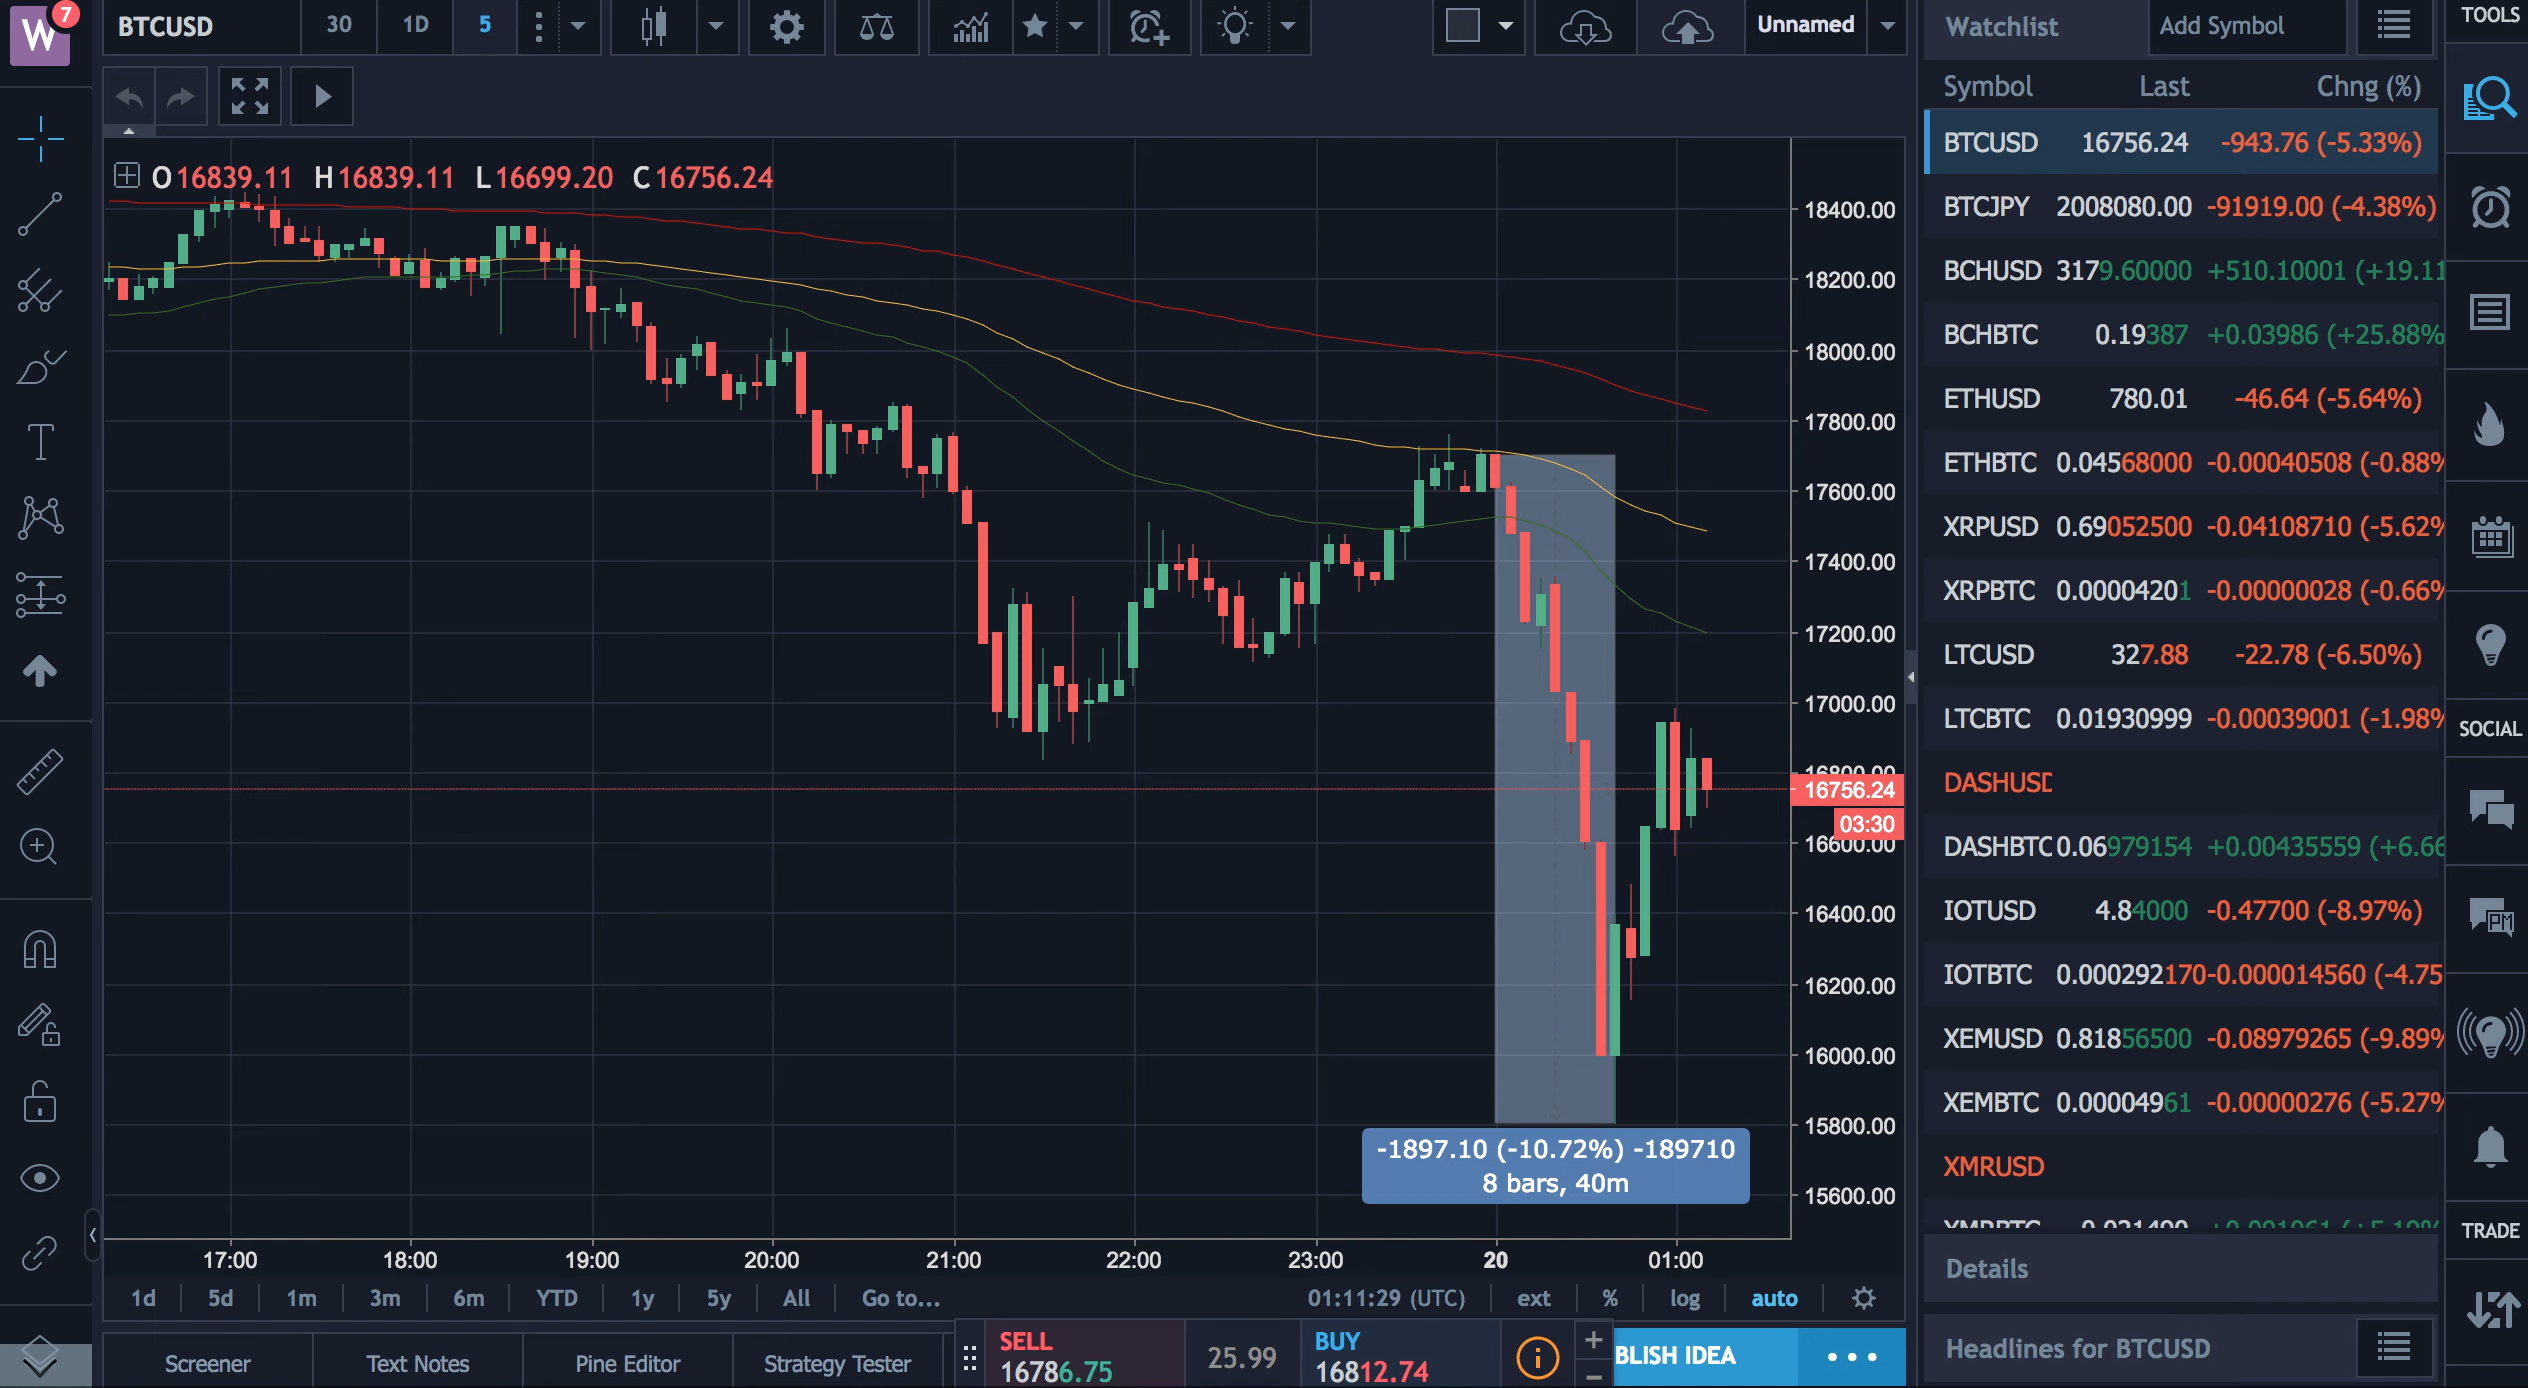 W 7
BTCUSD 30 1D 5 Unnamed
O16839.11 H16839.11 L16699.20 C16756.24
18400.00
18200.00
18000.00
17800.00
17600.00
17400.00
17200.00
17000.00
16800.00
16756.24
03:30
16600.00
16400.00
16200.00
16000.00
15800.00
15600.00
-1897.10 (-10.72%) -189710
8 bars, 40m
17:00 18:00 19:00 20:00 21:00 22:00 23:00 20 01:00
1d 5d 1m 3m 6m YTD 1y 5y All Go to... 01:11:29 (UTC) ext % log auto
Screener Text Notes Pine Editor Strategy Tester
SELL
16786.75
25.99
BUY
16812.74
BLISH IDEA
Watchlist Add Symbol
Symbol Last Chng (%)
BTCUSD 16756.24 -943.76 (-5.33%)
BTCJPY 2008080.00 -91919.00 (-4.38%)
BCHUSD 3179.60000 +510.10001 (+19.11
BCHBTC 0.19387 +0.03986 (+25.88%
ETHUSD 780.01 -46.64 (-5.64%)
ETHBTC 0.04568000 -0.00040508 (-0.88%
XRPUSD 0.69052500 -0.04108710 (-5.62%
XRPBTC 0.00004201 -0.00000028 (-0.66%
LTCUSD 327.88 -22.78 (-6.50%)
LTCBTC 0.01930999 -0.00039001 (-1.98%
DASHUSD
DASHBTC 0.06979154 +0.00435559 (+6.66
IOTUSD 4.84000 -0.47700 (-8.97%)
IOTBTC 0.000292170 -0.000014560 (-4.75
XEMUSD 0.81856500 -0.08979265 (-9.89%
XEMBTC 0.00004961 -0.00000276 (-5.27%
XMRUSD
Details
Headlines for BTCUSD
TOOLS
SOCIAL
TRADE